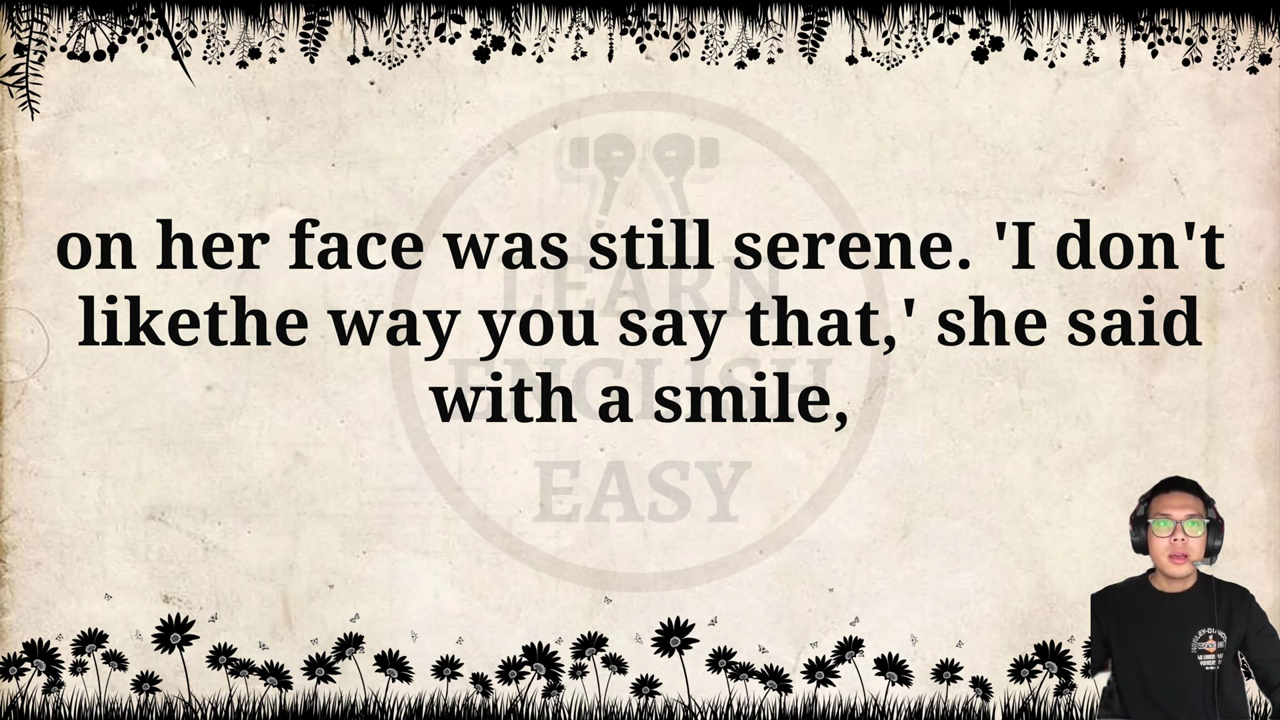 on her face was still serene. 'I don't
likethe way you say that,' she said
with a smile,
LEARN
ENGLISH
EASY